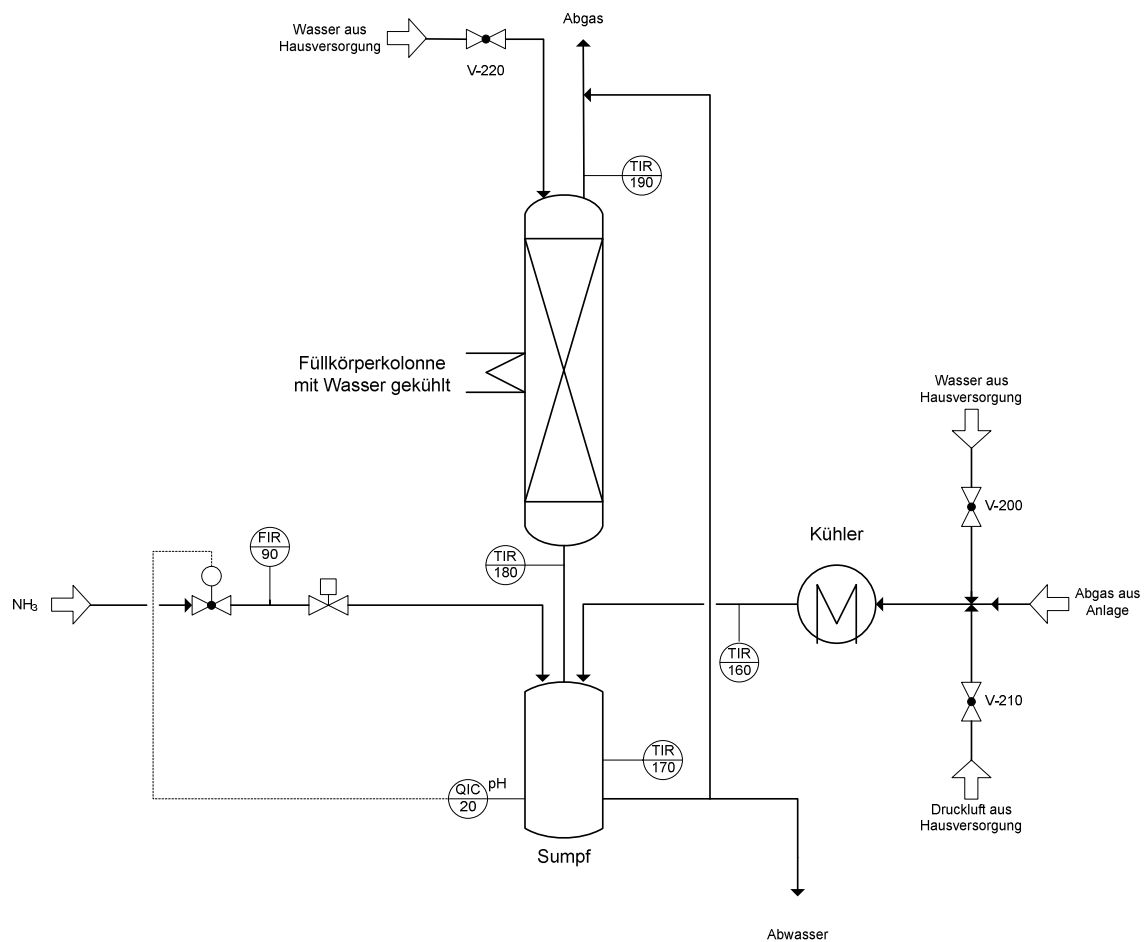 Abgas
Wasser aus
Hausversorgung
V-220
TIR
190
Füllkörperkolonne
mit Wasser gekühlt
Wasser aus
Hausversorgung
V-200
Kühler
FIR
90
TIR
180
NH3
Abgas aus
Anlage
TIR
160
V-210
TIR
170
pH
QIC
20
Druckluft aus
Hausversorgung
Sumpf
Abwasser